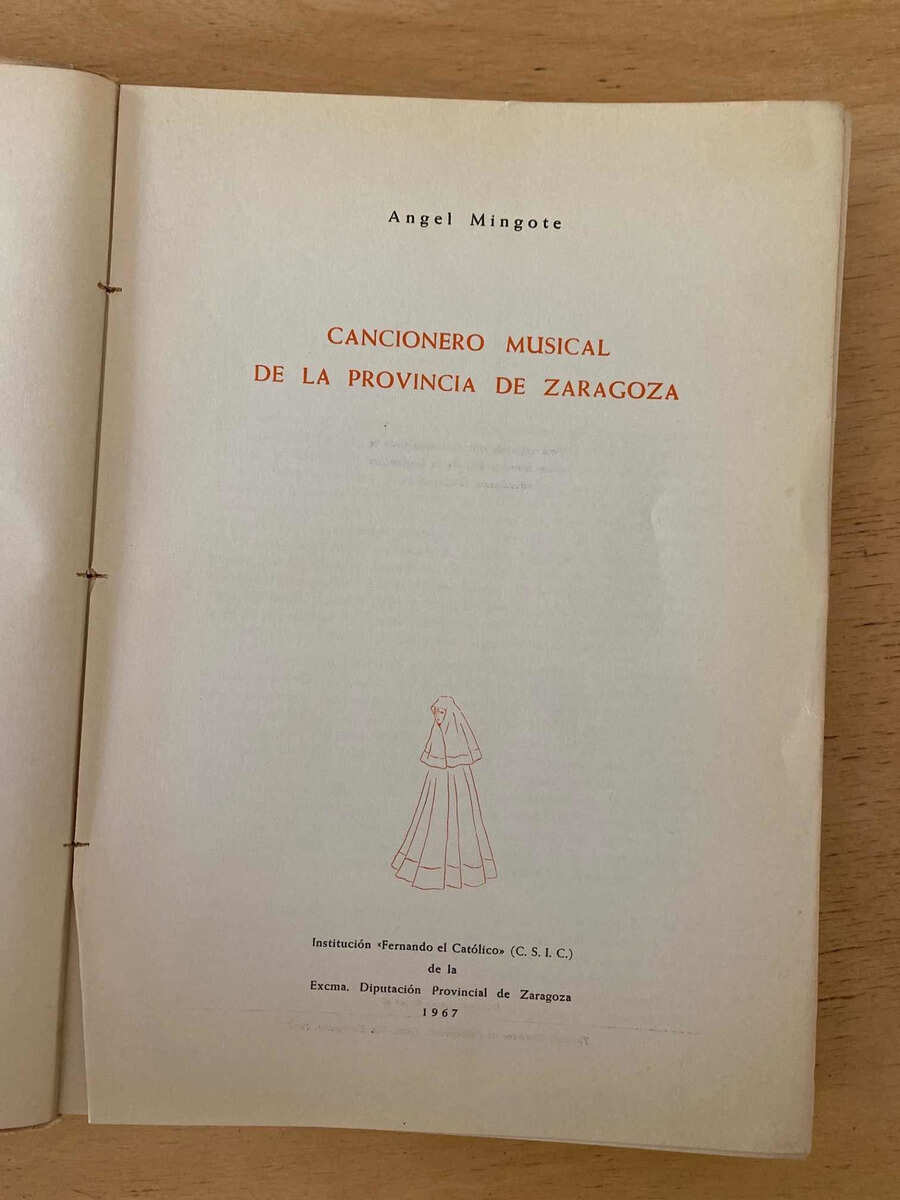 Angel Mingote
CANCIONERO MUSICAL
DE LA PROVINCIA DE ZARAGOZA
Institución «Fernando el Católico» (C. S. I. C.)
de la
Excma. Diputación Provincial de Zaragoza
1967